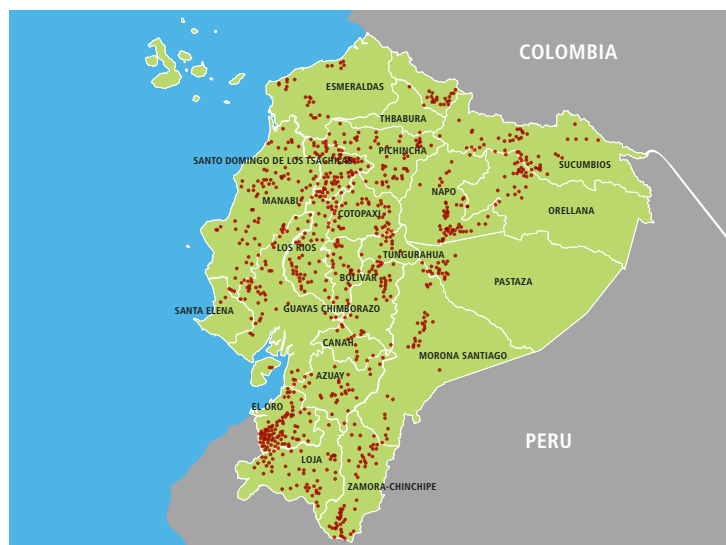 COLOMBIA
ESMERALDAS
THBABURA
PICHINCHA
SANTO DOMINGO DE LOS TSÁCHILAS
SUCUMBIOS
NAPO
MANABI
ORELLANA
COTOPAXI
LOS RIOS
TUNGURAHUA
BOLIVAR
PASTAZA
SANTA ELENA
GUAYAS CHIMBORAZO
CANAH
MORONA SANTIAGO
AZUAY
EL ORO
PERU
LOJA
ZAMORA-CHINCHIPE